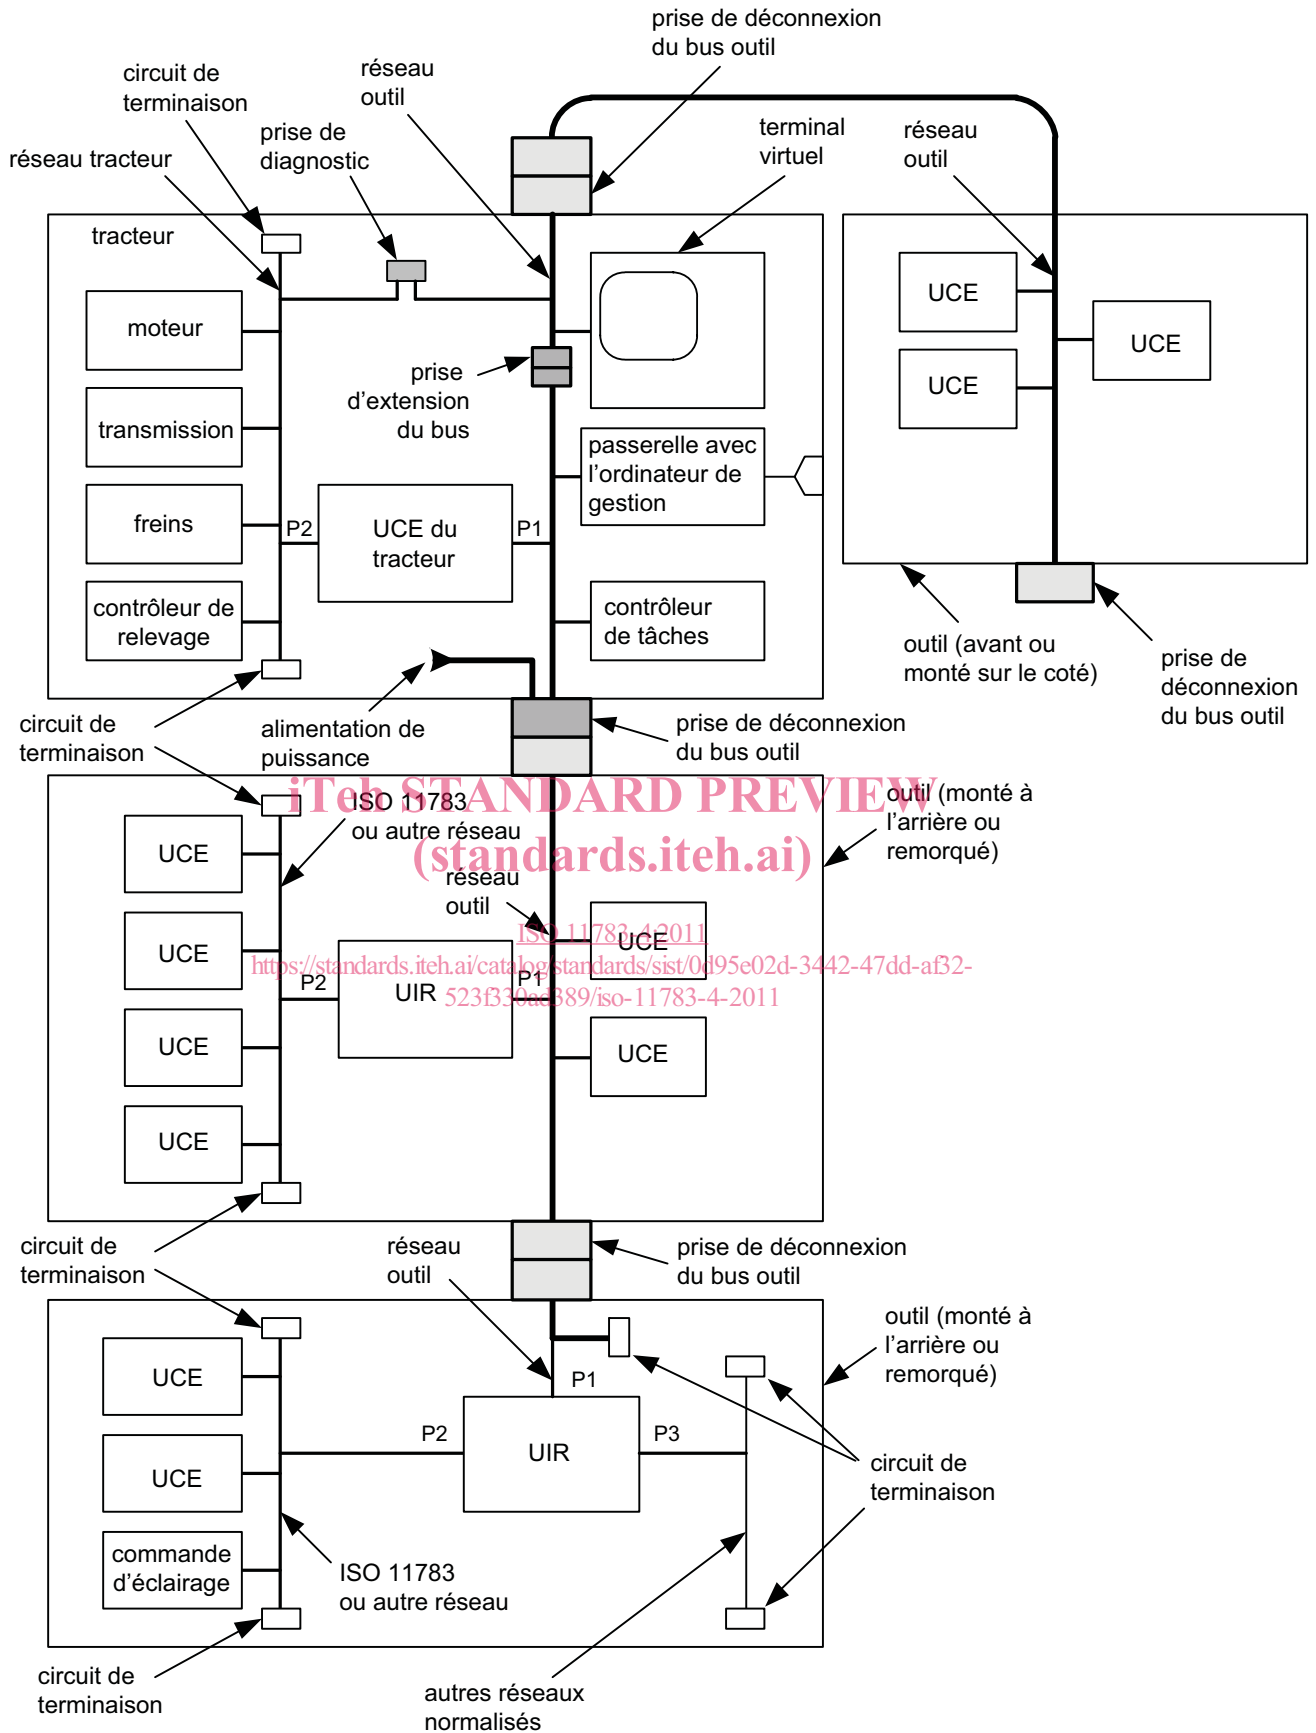 prise de déconnexion
du bus outil
circuit de
terminaison
réseau
outil
prise de
diagnostic
terminal
virtuel
réseau
outil
réseau tracteur
tracteur
moteur
UCE
UCE
UCE
prise
d'extension
du bus
transmission
passerelle avec
l'ordinateur de
gestion
freins
P2
UCE du
tracteur
P1
contrôleur de
relevage
contrôleur
de tâches
outil (avant ou
monté sur le coté)
prise de
déconnexion
du bus outil
circuit de
terminaison
alimentation de
puissance
prise de déconnexion
du bus outil
iTeh STANDARD PREVIEW
(standards.iteh.ai)
ISO 11783
ou autre réseau
outil (monté à
l'arrière ou
remorqué)
UCE
réseau
outil
ISO 11783-4:2011
https://standards.iteh.ai/catalog/standards/sist/0d95e02d-3442-47dd-af32-
523f330ad389/iso-11783-4-2011
UCE
UCE
P2
UIR
P1
UCE
UCE
UCE
circuit de
terminaison
réseau
outil
prise de déconnexion
du bus outil
outil (monté à
l'arrière ou
remorqué)
UCE
P1
P2
UIR
P3
UCE
circuit de
terminaison
commande
d'éclairage
ISO 11783
ou autre réseau
circuit de
terminaison
autres réseaux
normalisés